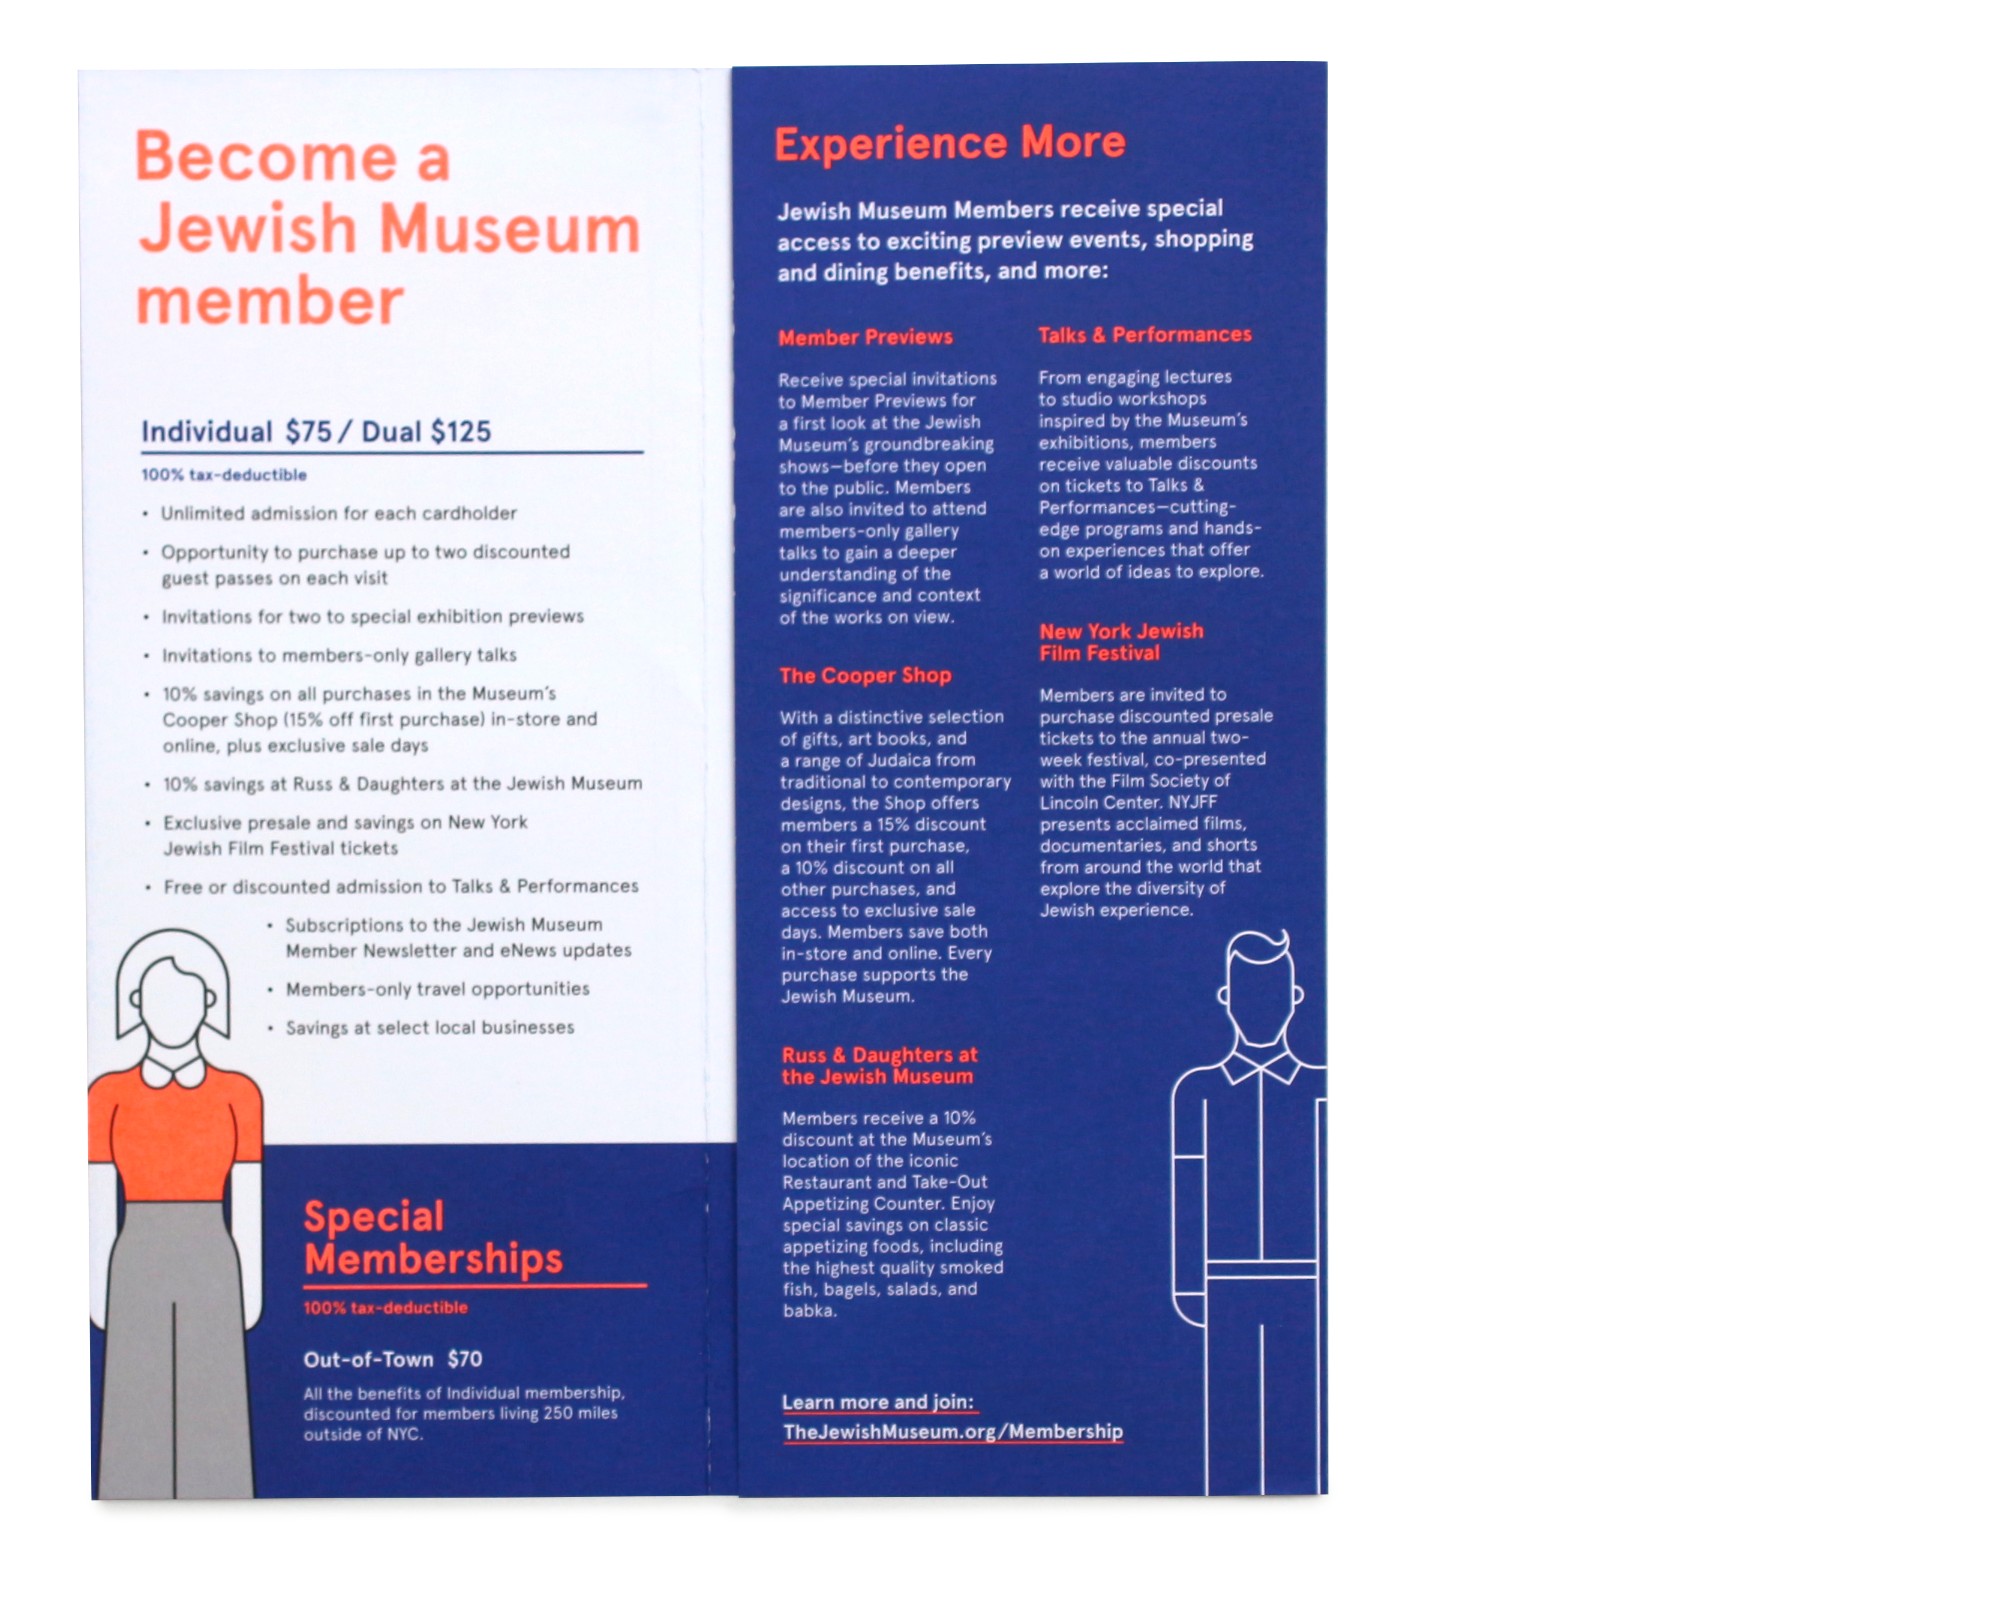 Become a
Jewish Museum
member
Individual $75 / Dual $125
100% tax-deductible
• Unlimited admission for each cardholder
• Opportunity to purchase up to two discounted
guest passes on each visit
• Invitations for two to special exhibition previews
• Invitations to members-only gallery talks
• 10% savings on all purchases in the Museum's
Cooper Shop (15% off first purchase) in-store and
online, plus exclusive sale days
• 10% savings at Russ & Daughters at the Jewish Museum
• Exclusive presale and savings on New York
Jewish Film Festival tickets
• Free or discounted admission to Talks & Performances
• Subscriptions to the Jewish Museum
Member Newsletter and eNews updates
• Members-only travel opportunities
• Savings at select local businesses
Special
Memberships
100% tax-deductible
Out-of-Town $70
All the benefits of Individual membership,
discounted for members living 250 miles
outside of NYC.
Experience More
Jewish Museum Members receive special
access to exciting preview events, shopping
and dining benefits, and more:
Member Previews
Receive special invitations
to Member Previews for
a first look at the Jewish
Museum's groundbreaking
shows—before they open
to the public. Members
are also invited to attend
members-only gallery
talks to gain a deeper
understanding of the
significance and context
of the works on view.
The Cooper Shop
With a distinctive selection
of gifts, art books, and
a range of Judaica from
traditional to contemporary
designs, the Shop offers
members a 15% discount
on their first purchase,
a 10% discount on all
other purchases, and
access to exclusive sale
days. Members save both
in-store and online. Every
purchase supports the
Jewish Museum.
Russ & Daughters at
the Jewish Museum
Members receive a 10%
discount at the Museum's
location of the iconic
Restaurant and Take-Out
Appetizing Counter. Enjoy
special savings on classic
appetizing foods, including
the highest quality smoked
fish, bagels, salads, and
babka.
Talks & Performances
From engaging lectures
to studio workshops
inspired by the Museum's
exhibitions, members
receive valuable discounts
on tickets to Talks &
Performances—cutting-
edge programs and hands-
on experiences that offer
a world of ideas to explore.
New York Jewish
Film Festival
Members are invited to
purchase discounted presale
tickets to the annual two-
week festival, co-presented
with the Film Society of
Lincoln Center. NYJFF
presents acclaimed films,
documentaries, and shorts
from around the world that
explore the diversity of
Jewish experience.
Learn more and join:
TheJewishMuseum.org/Membership